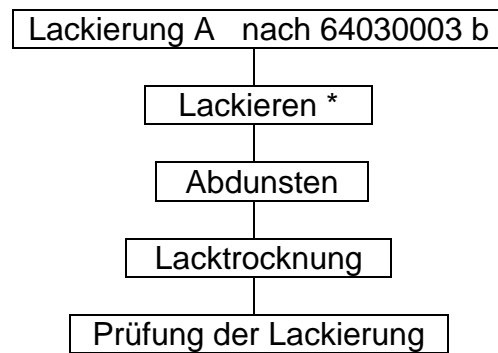 Lackierung A nach 64030003 b
Lackieren *
Abdunsten
Lacktrocknung
Prüfung der Lackierung